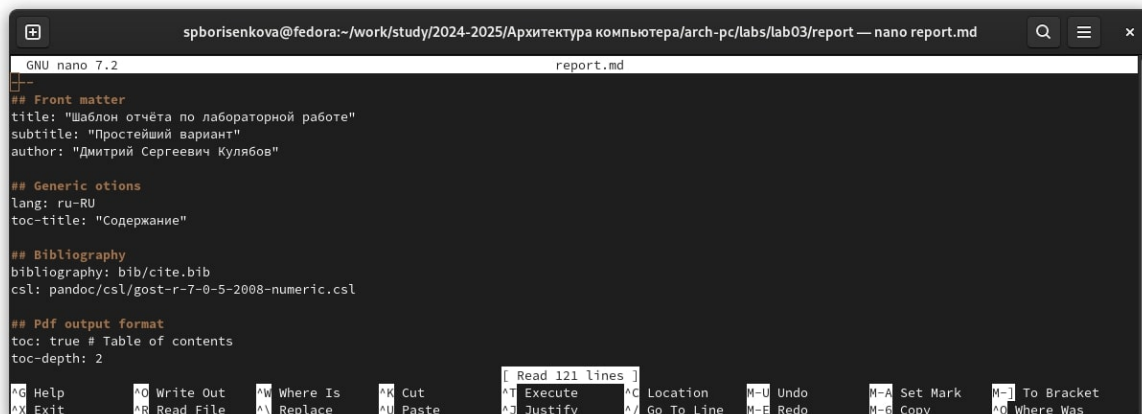 spborisenkova@fedora:~/work/study/2024-2025/Архитектура компьютера/arch-pc/labs/lab03/report — nano report.md
GNU nano 7.2 report.md
---
## Front matter
title: "Шаблон отчёта по лабораторной работе"
subtitle: "Простейший вариант"
author: "Дмитрий Сергеевич Кулябов"
## Generic otions
lang: ru-RU
toc-title: "Содержание"
## Bibliography
bibliography: bib/cite.bib
csl: pandoc/csl/gost-r-7-0-5-2008-numeric.csl
## Pdf output format
toc: true # Table of contents
toc-depth: 2
[ Read 121 lines ]
^G Help ^O Write Out ^W Where Is ^K Cut ^T Execute ^C Location M-U Undo M-A Set Mark M-] To Bracket
^X Exit ^R Read File ^\ Replace ^U Paste ^J Justify ^/ Go To Line M-E Redo M-6 Copy ^Q Where Was